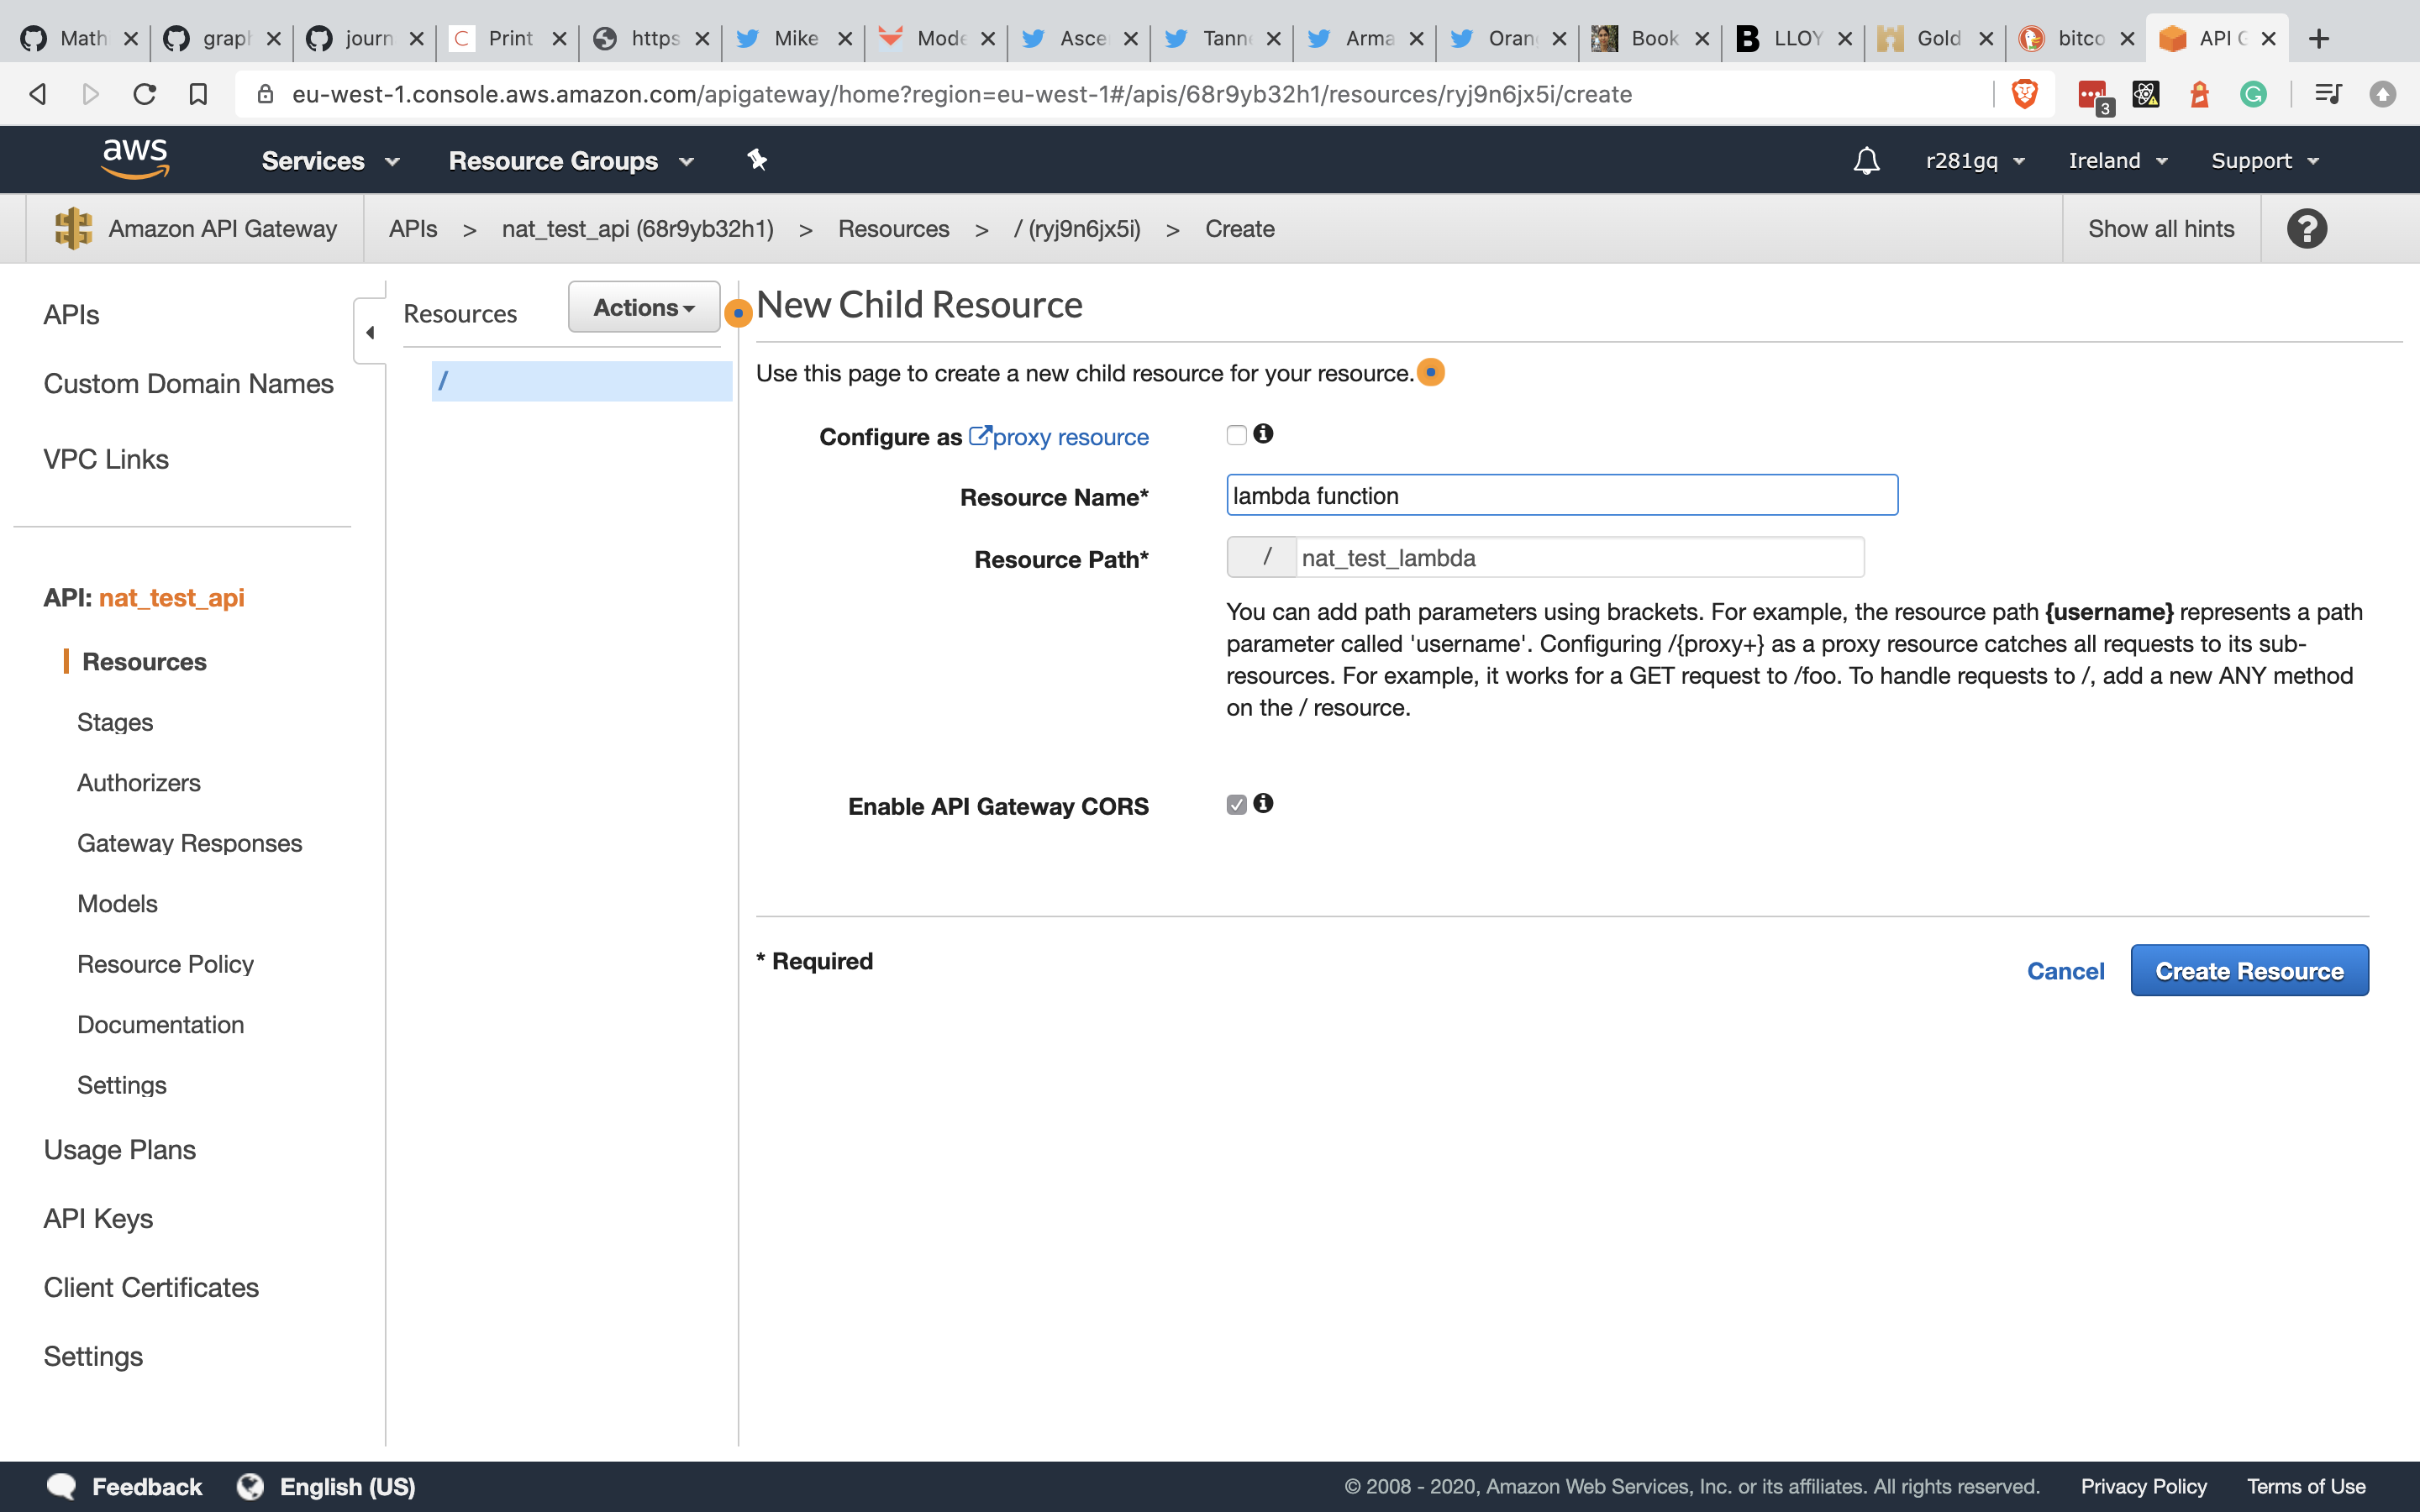 Math
grap
journ
C Print
https
Mike
Mode
Asce
Tann
Arma
Oran
Book
B LLOY
Gold
bitco
API G
eu-west-1.console.aws.amazon.com/apigateway/home?region=eu-west-1#/apis/68r9yb32h1/resources/ryj9n6jx5i/create
3
aws Services Resource Groups r281gq Ireland Support
Amazon API Gateway APIs > nat_test_api (68r9yb32h1) > Resources > / (ryj9n6jx5i) > Create Show all hints ?
APIs
Custom Domain Names
VPC Links
API: nat_test_api
Resources
Stages
Authorizers
Gateway Responses
Models
Resource Policy
Documentation
Settings
Usage Plans
API Keys
Client Certificates
Settings
Resources Actions
/
New Child Resource
Use this page to create a new child resource for your resource.
Configure as proxy resource
Resource Name* lambda function
Resource Path* / nat_test_lambda
You can add path parameters using brackets. For example, the resource path {username} represents a path
parameter called 'username'. Configuring /{proxy+} as a proxy resource catches all requests to its sub-
resources. For example, it works for a GET request to /foo. To handle requests to /, add a new ANY method
on the / resource.
Enable API Gateway CORS
* Required
Cancel Create Resource
Feedback English (US) © 2008 - 2020, Amazon Web Services, Inc. or its affiliates. All rights reserved. Privacy Policy Terms of Use